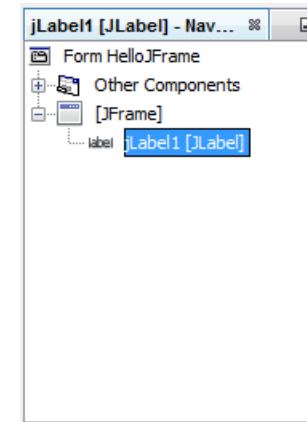 jLabel1 [JLabel] - Nav...
Form HelloJFrame
Other Components
[JFrame]
label jLabel1 [JLabel]